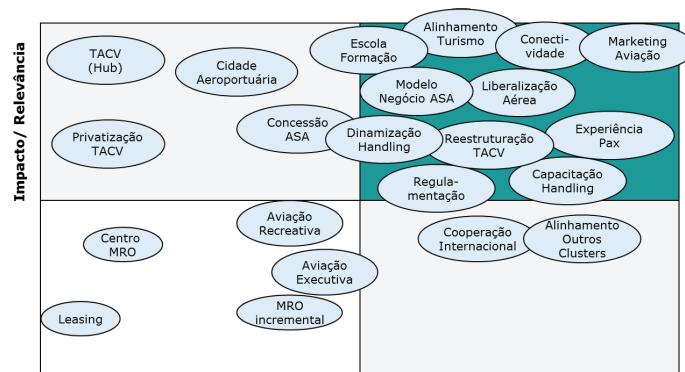 Impacto/ Relevância
TACV
(Hub)
Cidade
Aeroportuária
Escola
Formação
Alinhamento
Turismo
Conecti-
vidade
Marketing
Aviação
Modelo
Negócio ASA
Liberalização
Aérea
Privatização
TACV
Concessão
ASA
Dinamização
Handling
Reestruturação
TACV
Experiência
Pax
Regula-
mentação
Capacitação
Handling
Centro
MRO
Aviação
Recreativa
Cooperação
Internacional
Alinhamento
Outros
Clusters
Aviação
Executiva
Leasing
MRO
incremental